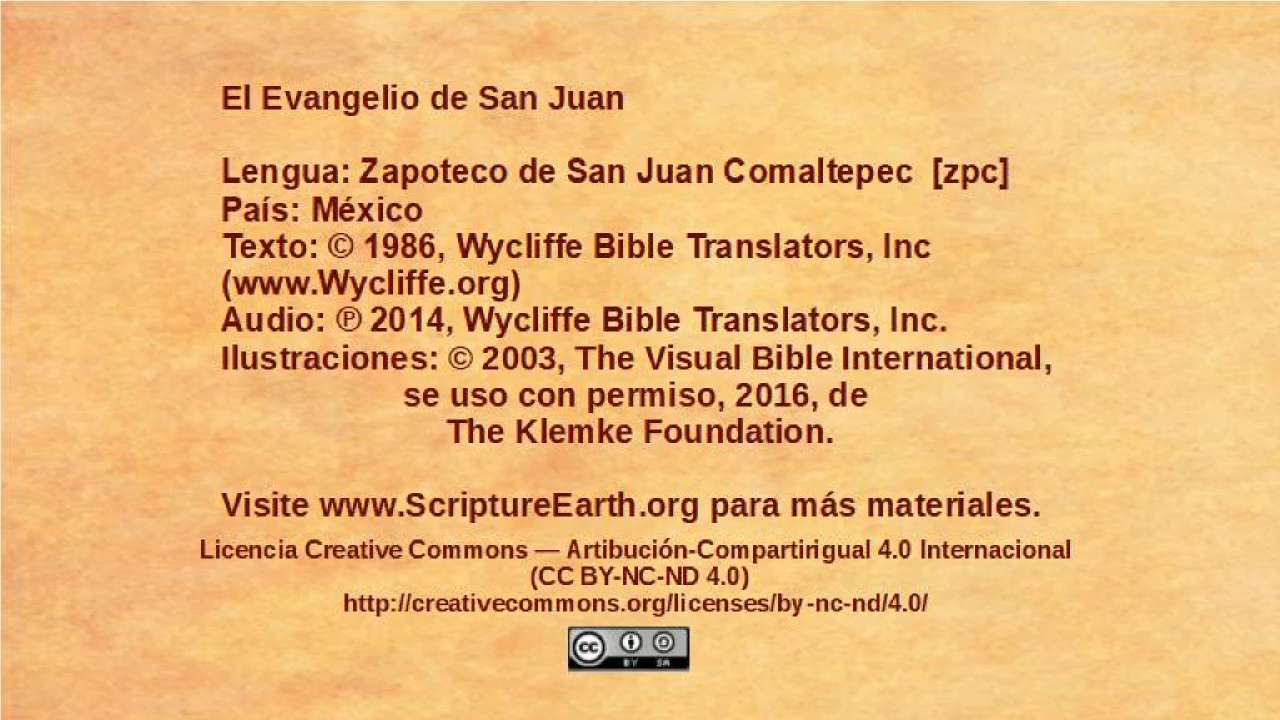 El Evangelio de San Juan
Lengua: Zapoteco de San Juan Comaltepec [zpc]
País: México
Texto: © 1986, Wycliffe Bible Translators, Inc
(www.Wycliffe.org)
Audio: ℗ 2014, Wycliffe Bible Translators, Inc.
Ilustraciones: © 2003, The Visual Bible International,
se uso con permiso, 2016, de
The Klemke Foundation.
Visite www.ScriptureEarth.org para más materiales.
Licencia Creative Commons — Artibución-Compartirigual 4.0 Internacional
(CC BY-NC-ND 4.0)
http://creativecommons.org/licenses/by-nc-nd/4.0/
cc BY SA